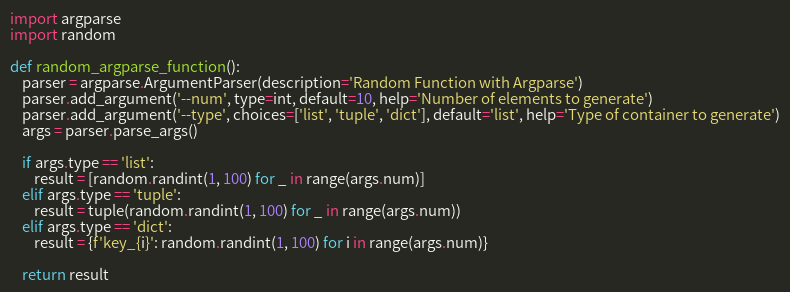 import argparse
import random

def random_argparse_function():
    parser = argparse.ArgumentParser(description='Random Function with Argparse')
    parser.add_argument('--num', type=int, default=10, help='Number of elements to generate')
    parser.add_argument('--type', choices=['list', 'tuple', 'dict'], default='list', help='Type of container to generate')
    args = parser.parse_args()

    if args.type == 'list':
        result = [random.randint(1, 100) for _ in range(args.num)]
    elif args.type == 'tuple':
        result = tuple(random.randint(1, 100) for _ in range(args.num))
    elif args.type == 'dict':
        result = {f'key_{i}': random.randint(1, 100) for i in range(args.num)}

    return result